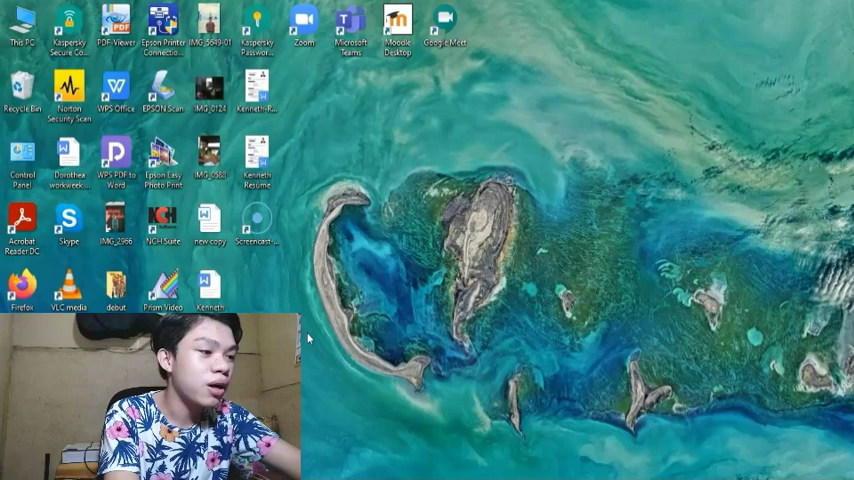 This PC
Kaspersky
Secure Co...
PDF-Viewer
Epson Printer
Connectio...
IMG_5649-01
Kaspersky
Passwor...
Zoom
Microsoft
Teams
Moodle
Desktop
Google Meet
Recycle Bin
Norton
Security Scan
WPS Office
EPSON Scan
IMG_0124
Kenneth-R...
Control
Panel
Dorothea
workweek...
WPS PDF to
Word
Epson Easy
Photo Print
IMG_0588
Kenneth
Resume
Acrobat
Reader DC
Skype
IMG_2966
NCH Suite
new copy
Screencast-...
Firefox
VLC media
debut
Prism Video
Kenneth